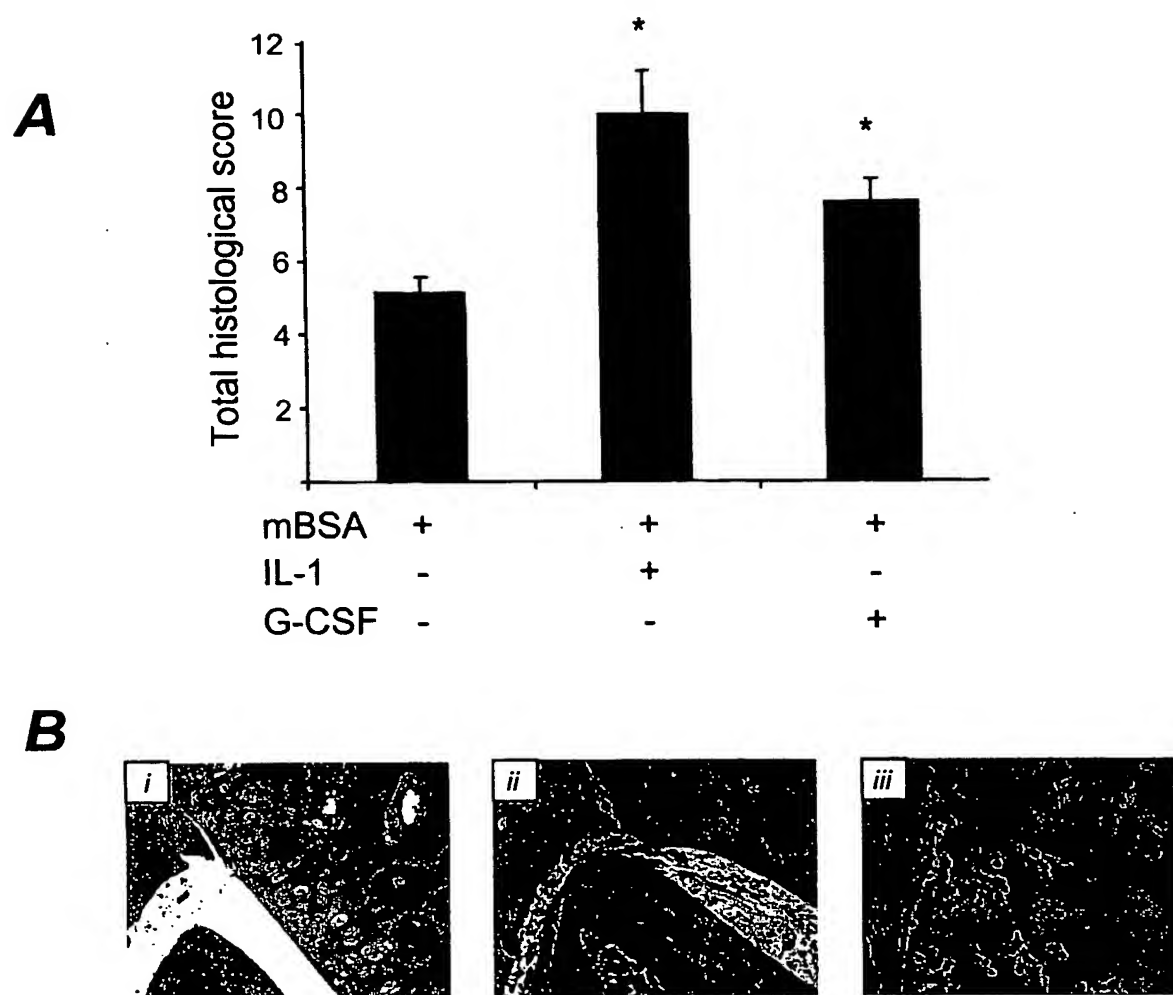 A
Total histological score
12
10
8
6
4
2
* *
mBSA + + +
IL-1 - + -
G-CSF - - +
B
i ii iii